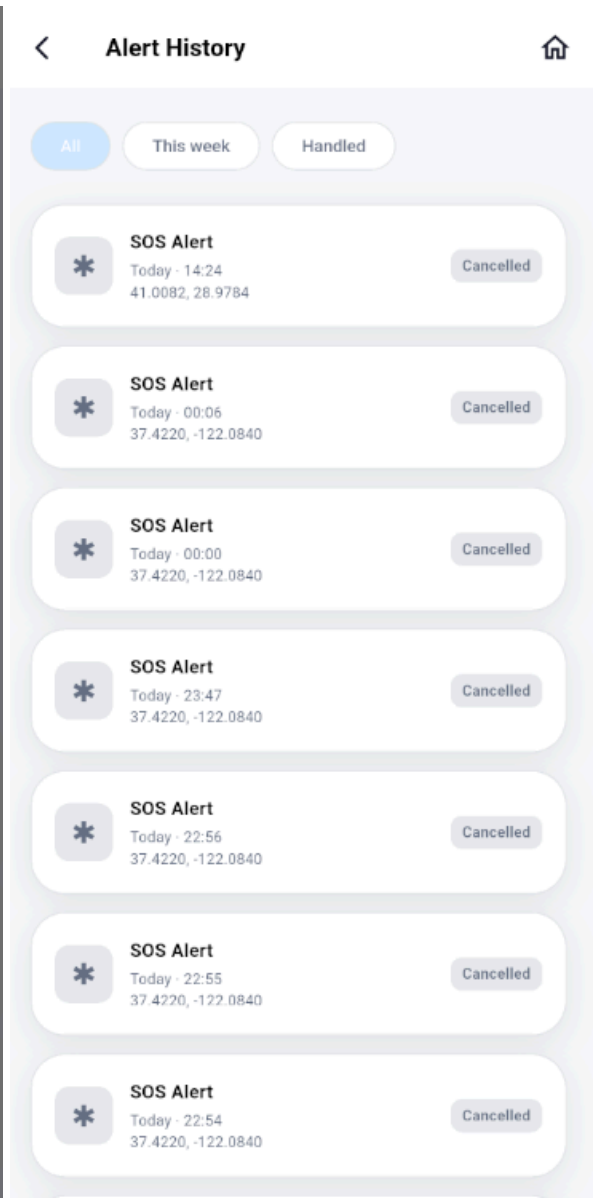 Alert History
All
This week
Handled
SOS Alert
Today · 14:24
41.0082, 28.9784
Cancelled
SOS Alert
Today · 00:06
37.4220, -122.0840
Cancelled
SOS Alert
Today · 00:00
37.4220, -122.0840
Cancelled
SOS Alert
Today · 23:47
37.4220, -122.0840
Cancelled
SOS Alert
Today · 22:56
37.4220, -122.0840
Cancelled
SOS Alert
Today · 22:55
37.4220, -122.0840
Cancelled
SOS Alert
Today · 22:54
37.4220, -122.0840
Cancelled